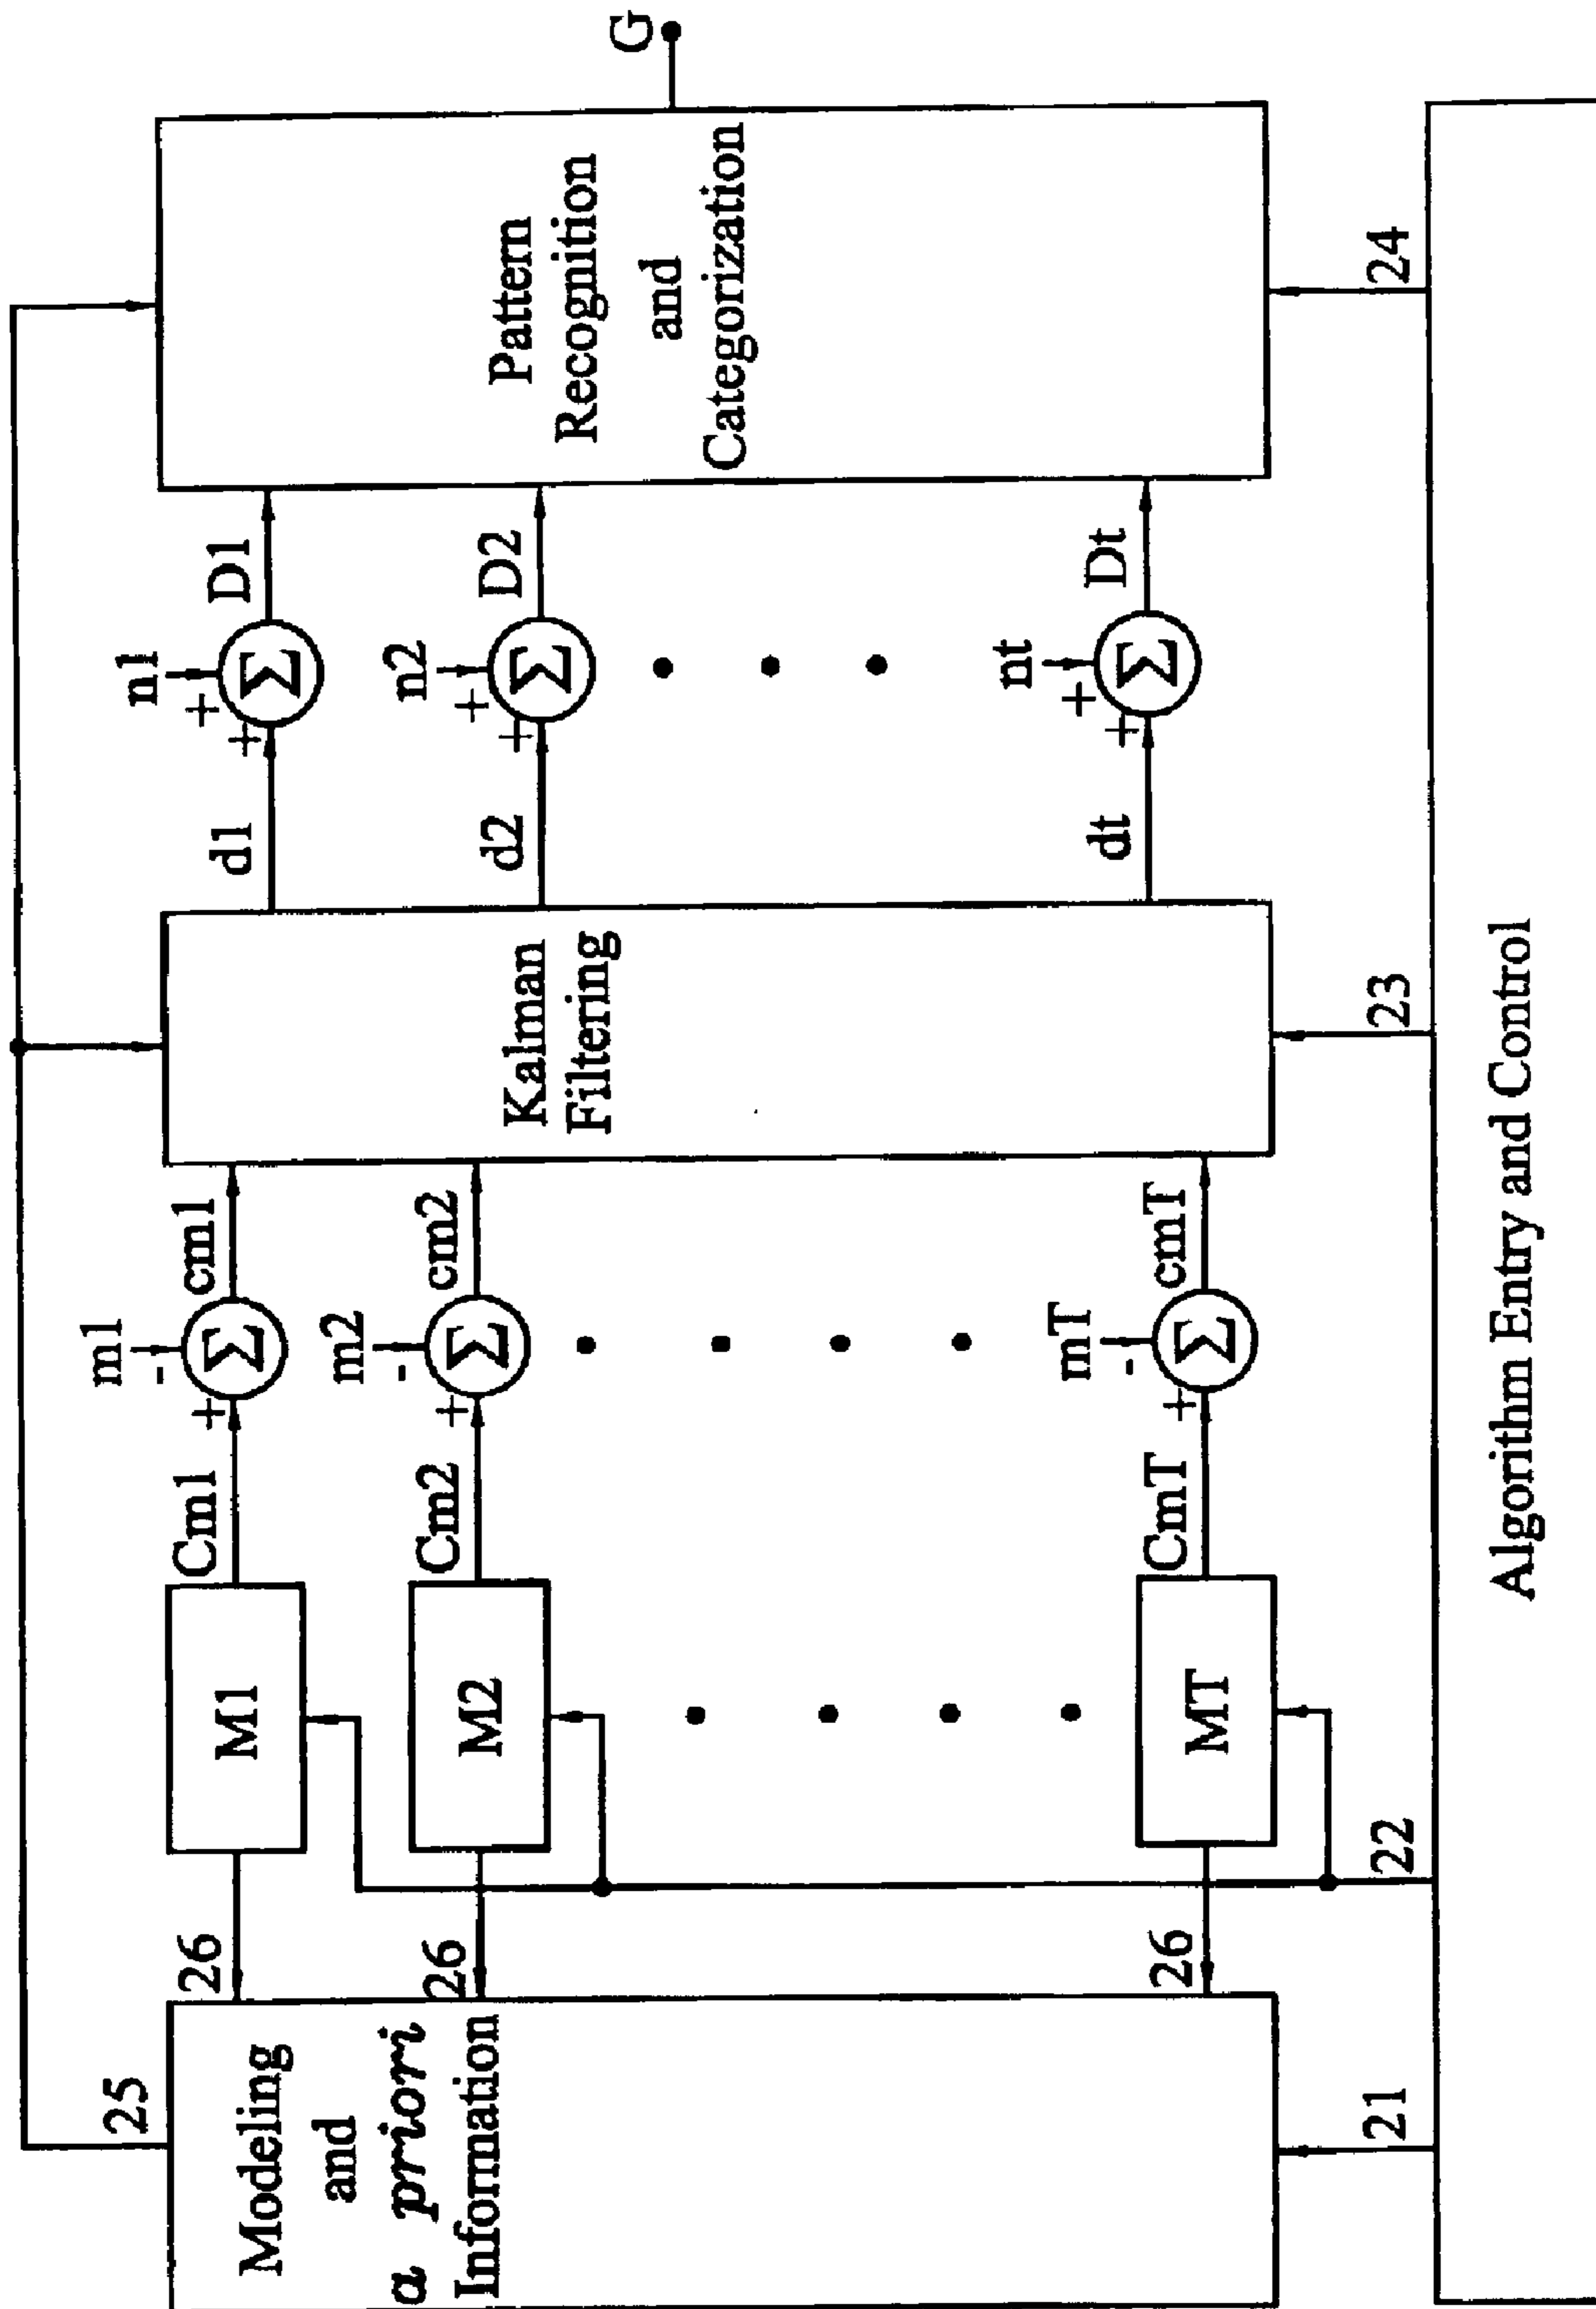 25
Modeling
and
a priori
Information
26
26
26
21
M1
M2
MT
22
Cm1
Cm2
CmT
m1
-
+
Σ
m2
-
+
Σ
mT
-
+
Σ
cm1
cm2
cmT
Kalman
Filtering
23
d1
d2
dt
n1
+
+
Σ
n2
+
+
Σ
nt
+
+
Σ
D1
D2
Dt
Pattern
Recognition
and
Categorization
24
G
Algorithm Entry and Control